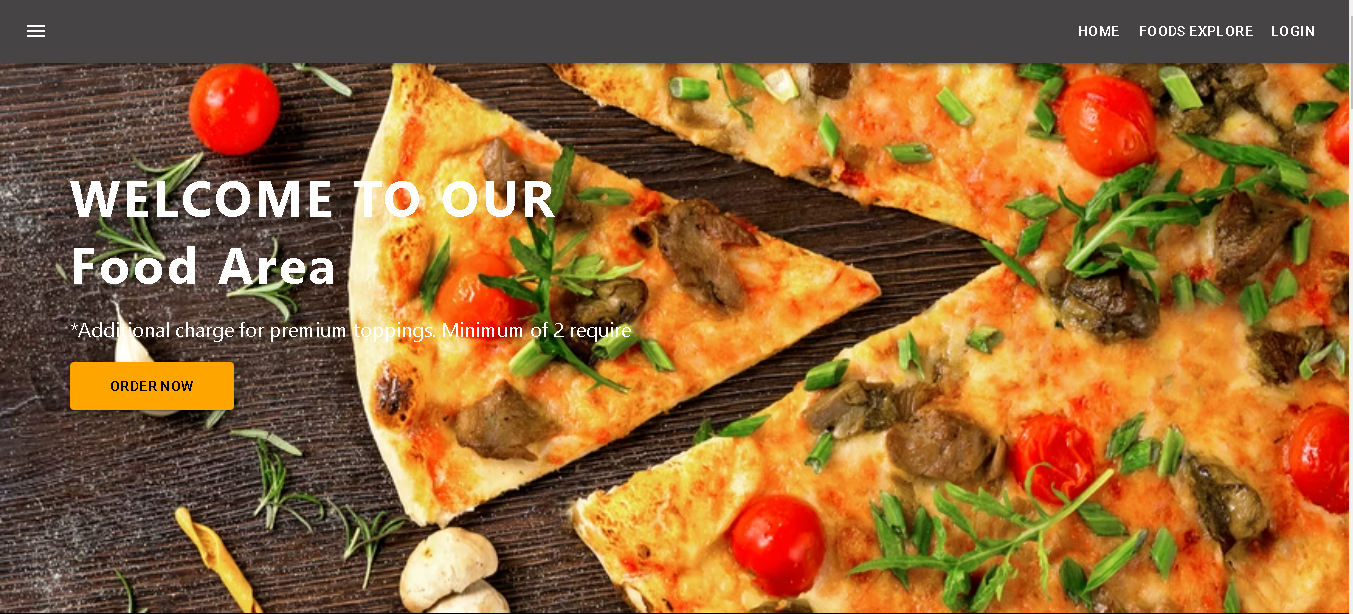 HOME FOODS EXPLORE LOGIN
WELCOME TO OUR
Food Area
*Additional charge for premium toppings. Minimum of 2 require
ORDER NOW